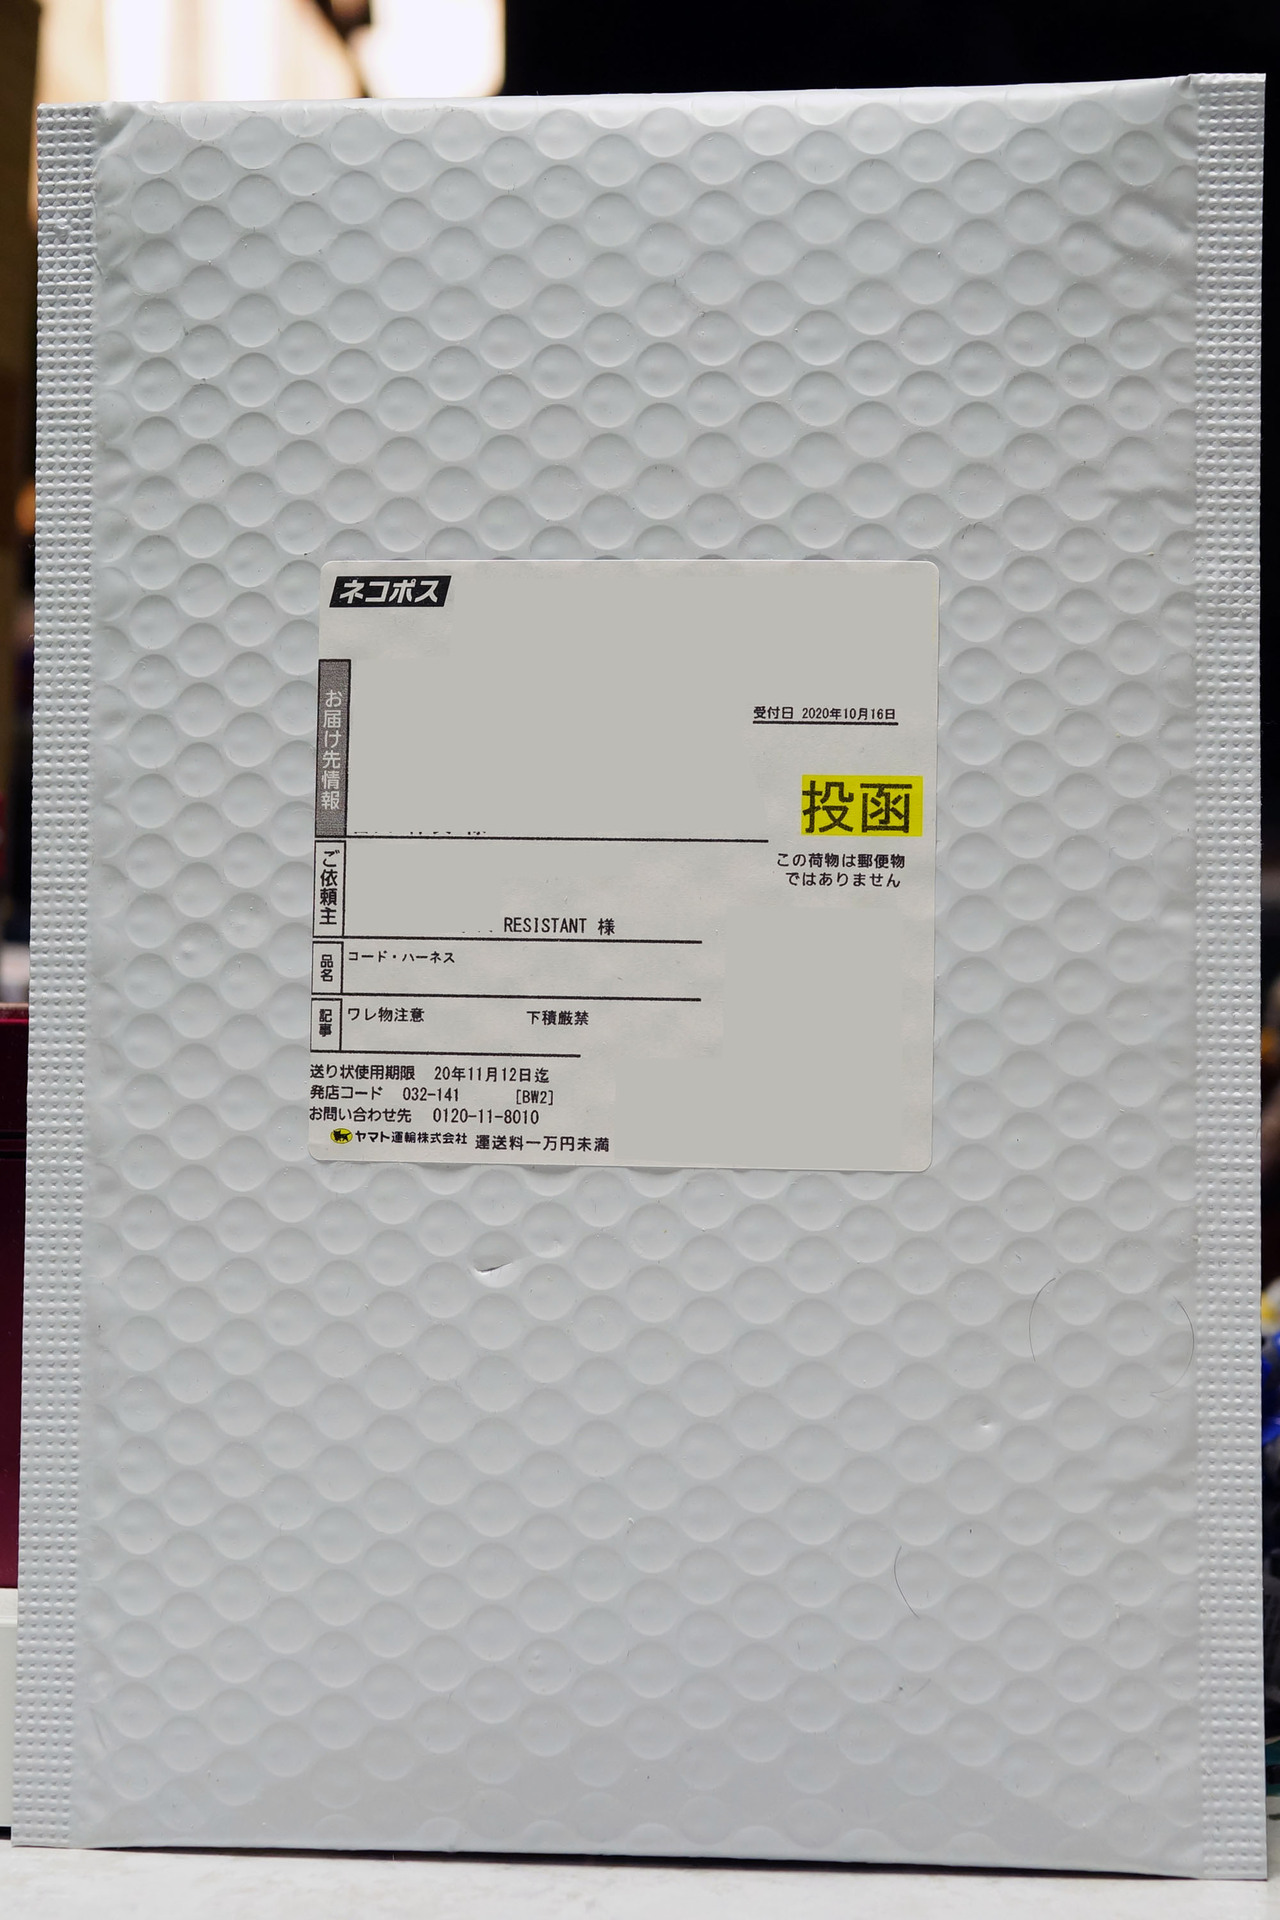 ネコポス
お届け先情報
受付日 2020年10月16日
投函
この荷物は郵便物
ではありません
ご依頼主
RESISTANT 様
品名
コード・ハーネス
記事
ワレ物注意 下積厳禁
送り状使用期限 20年11月12日迄
発店コード 032-141 [BW2]
お問い合わせ先 0120-11-8010
ヤマト運輸株式会社 運送料一万円未満